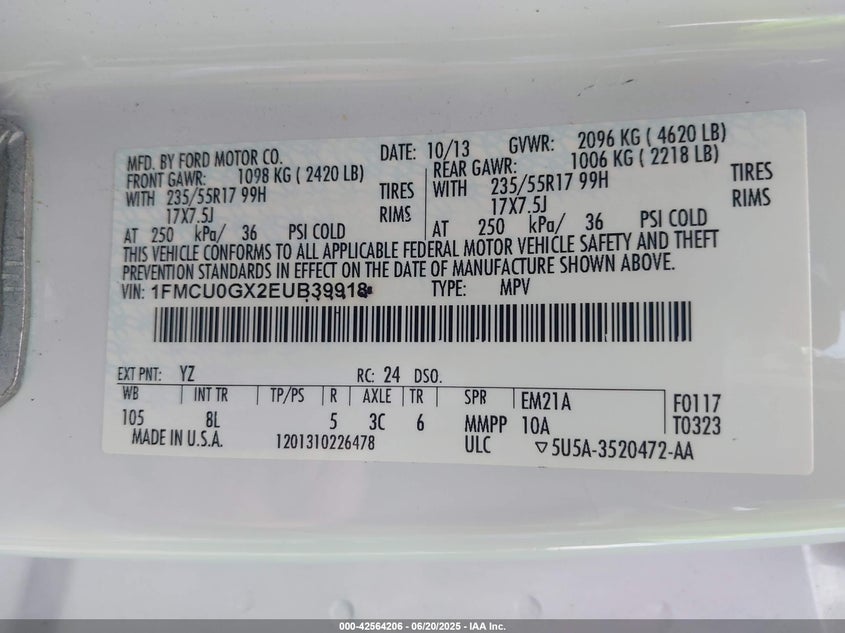 MFD. BY FORD MOTOR CO. DATE: 10/13 GVWR: 2096 KG ( 4620 LB)
FRONT GAWR: 1098 KG ( 2420 LB) REAR GAWR: 1006 KG ( 2218 LB)
WITH 235/55R17 99H TIRES WITH 235/55R17 99H TIRES
17X7.5J RIMS 17X7.5J RIMS
AT 250 kPa/ 36 PSI COLD AT 250 kPa/ 36 PSI COLD
THIS VEHICLE CONFORMS TO ALL APPLICABLE FEDERAL MOTOR VEHICLE SAFETY AND THEFT
PREVENTION STANDARDS IN EFFECT ON THE DATE OF MANUFACTURE SHOWN ABOVE.
VIN: 1FMCU0GX2EUB39918 TYPE: MPV
EXT PNT: YZ RC: 24 DSO:
WB INT TR TP/PS R AXLE TR SPR EM21A F0117
105 8L 5 3C 6 MMPP 10A T0323
MADE IN U.S.A. 1201310226478 ULC ▽5U5A-3520472-AA
000-42564206 - 06/20/2025 - IAA Inc.